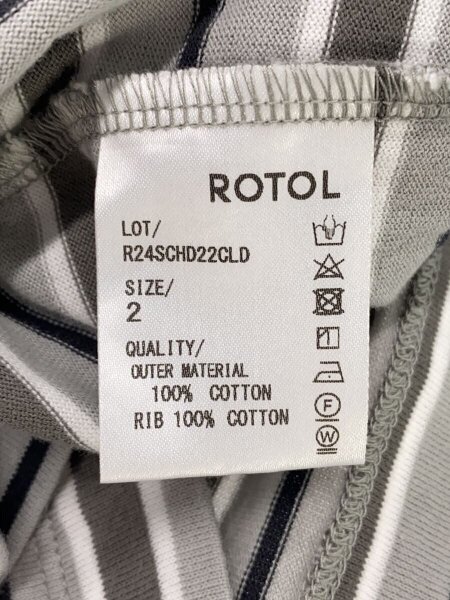 ROTOL
LOT/
R24SCHD22CLD
SIZE/
2
QUALITY/
OUTER MATERIAL
100% COTTON
RIB 100% COTTON
F
W